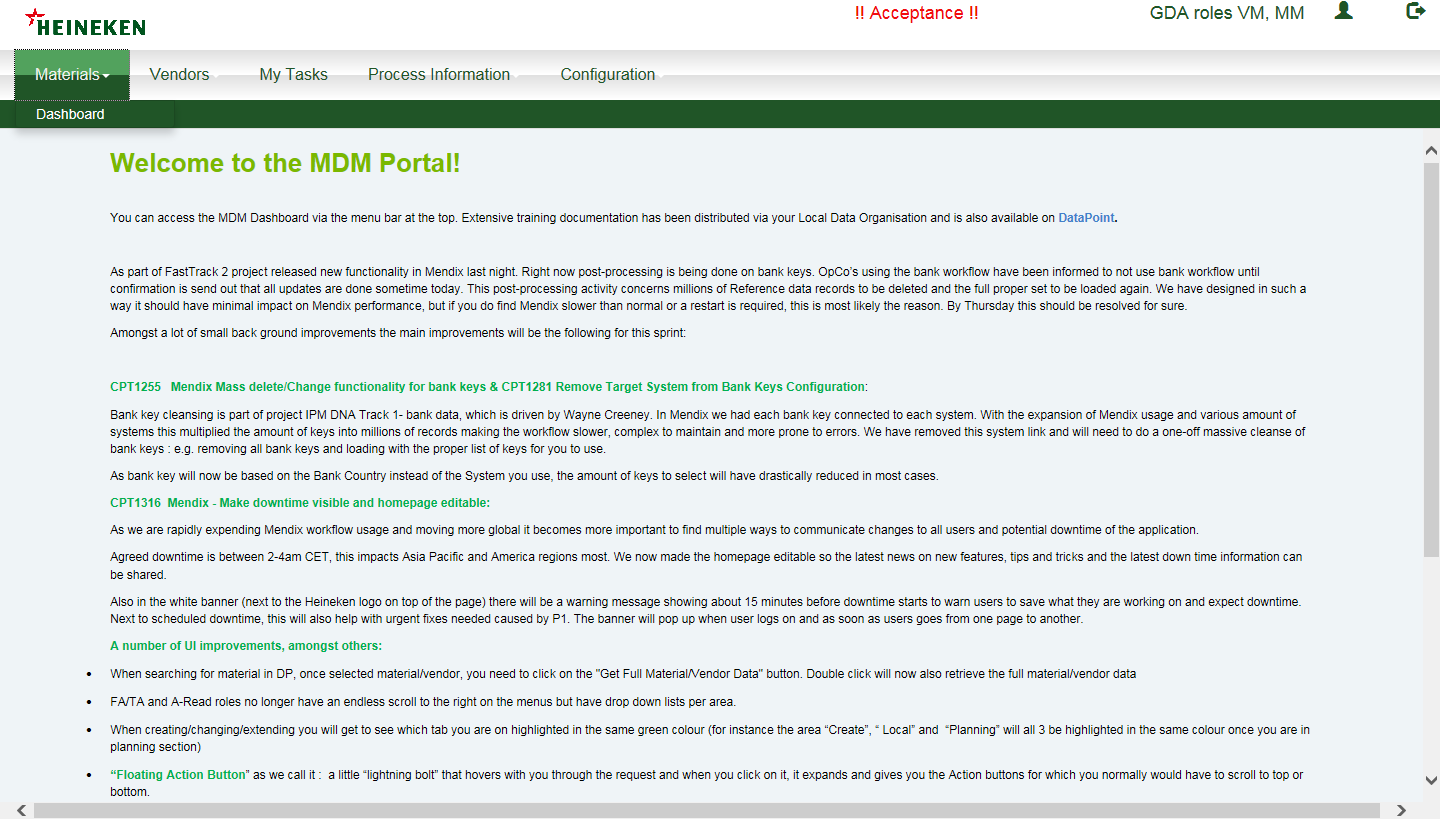 HEINEKEN
!! Acceptance !!
GDA roles VM, MM
Materials
Vendors
My Tasks
Process Information
Configuration
Dashboard
Welcome to the MDM Portal!
You can access the MDM Dashboard via the menu bar at the top. Extensive training documentation has been distributed via your Local Data Organisation and is also available on DataPoint.
As part of FastTrack 2 project released new functionality in Mendix last night. Right now post-processing is being done on bank keys. OpCo's using the bank workflow have been informed to not use bank workflow until
confirmation is send out that all updates are done sometime today. This post-processing activity concerns millions of Reference data records to be deleted and the full proper set to be loaded again. We have designed in such a
way it should have minimal impact on Mendix performance, but if you do find Mendix slower than normal or a restart is required, this is most likely the reason. By Thursday this should be resolved for sure.
Amongst a lot of small back ground improvements the main improvements will be the following for this sprint:
CPT1255   Mendix Mass delete/Change functionality for bank keys & CPT1281 Remove Target System from Bank Keys Configuration:
Bank key cleansing is part of project IPM DNA Track 1- bank data, which is driven by Wayne Creeney. In Mendix we had each bank key connected to each system. With the expansion of Mendix usage and various amount of
systems this multiplied the amount of keys into millions of records making the workflow slower, complex to maintain and more prone to errors. We have removed this system link and will need to do a one-off massive cleanse of
bank keys : e.g. removing all bank keys and loading with the proper list of keys for you to use.
As bank key will now be based on the Bank Country instead of the System you use, the amount of keys to select will have drastically reduced in most cases.
CPT1316  Mendix - Make downtime visible and homepage editable:
As we are rapidly expending Mendix workflow usage and moving more global it becomes more important to find multiple ways to communicate changes to all users and potential downtime of the application.
Agreed downtime is between 2-4am CET, this impacts Asia Pacific and America regions most. We now made the homepage editable so the latest news on new features, tips and tricks and the latest down time information can
be shared.
Also in the white banner (next to the Heineken logo on top of the page) there will be a warning message showing about 15 minutes before downtime starts to warn users to save what they are working on and expect downtime.
Next to scheduled downtime, this will also help with urgent fixes needed caused by P1. The banner will pop up when user logs on and as soon as users goes from one page to another.
A number of UI improvements, amongst others:
• When searching for material in DP, once selected material/vendor, you need to click on the "Get Full Material/Vendor Data" button. Double click will now also retrieve the full material/vendor data
• FA/TA and A-Read roles no longer have an endless scroll to the right on the menus but have drop down lists per area.
• When creating/changing/extending you will get to see which tab you are on highlighted in the same green colour (for instance the area “Create”, “ Local” and  “Planning” will all 3 be highlighted in the same colour once you are in
planning section)
• “Floating Action Button” as we call it :  a little “lightning bolt” that hovers with you through the request and when you click on it, it expands and gives you the Action buttons for which you normally would have to scroll to top or
bottom.